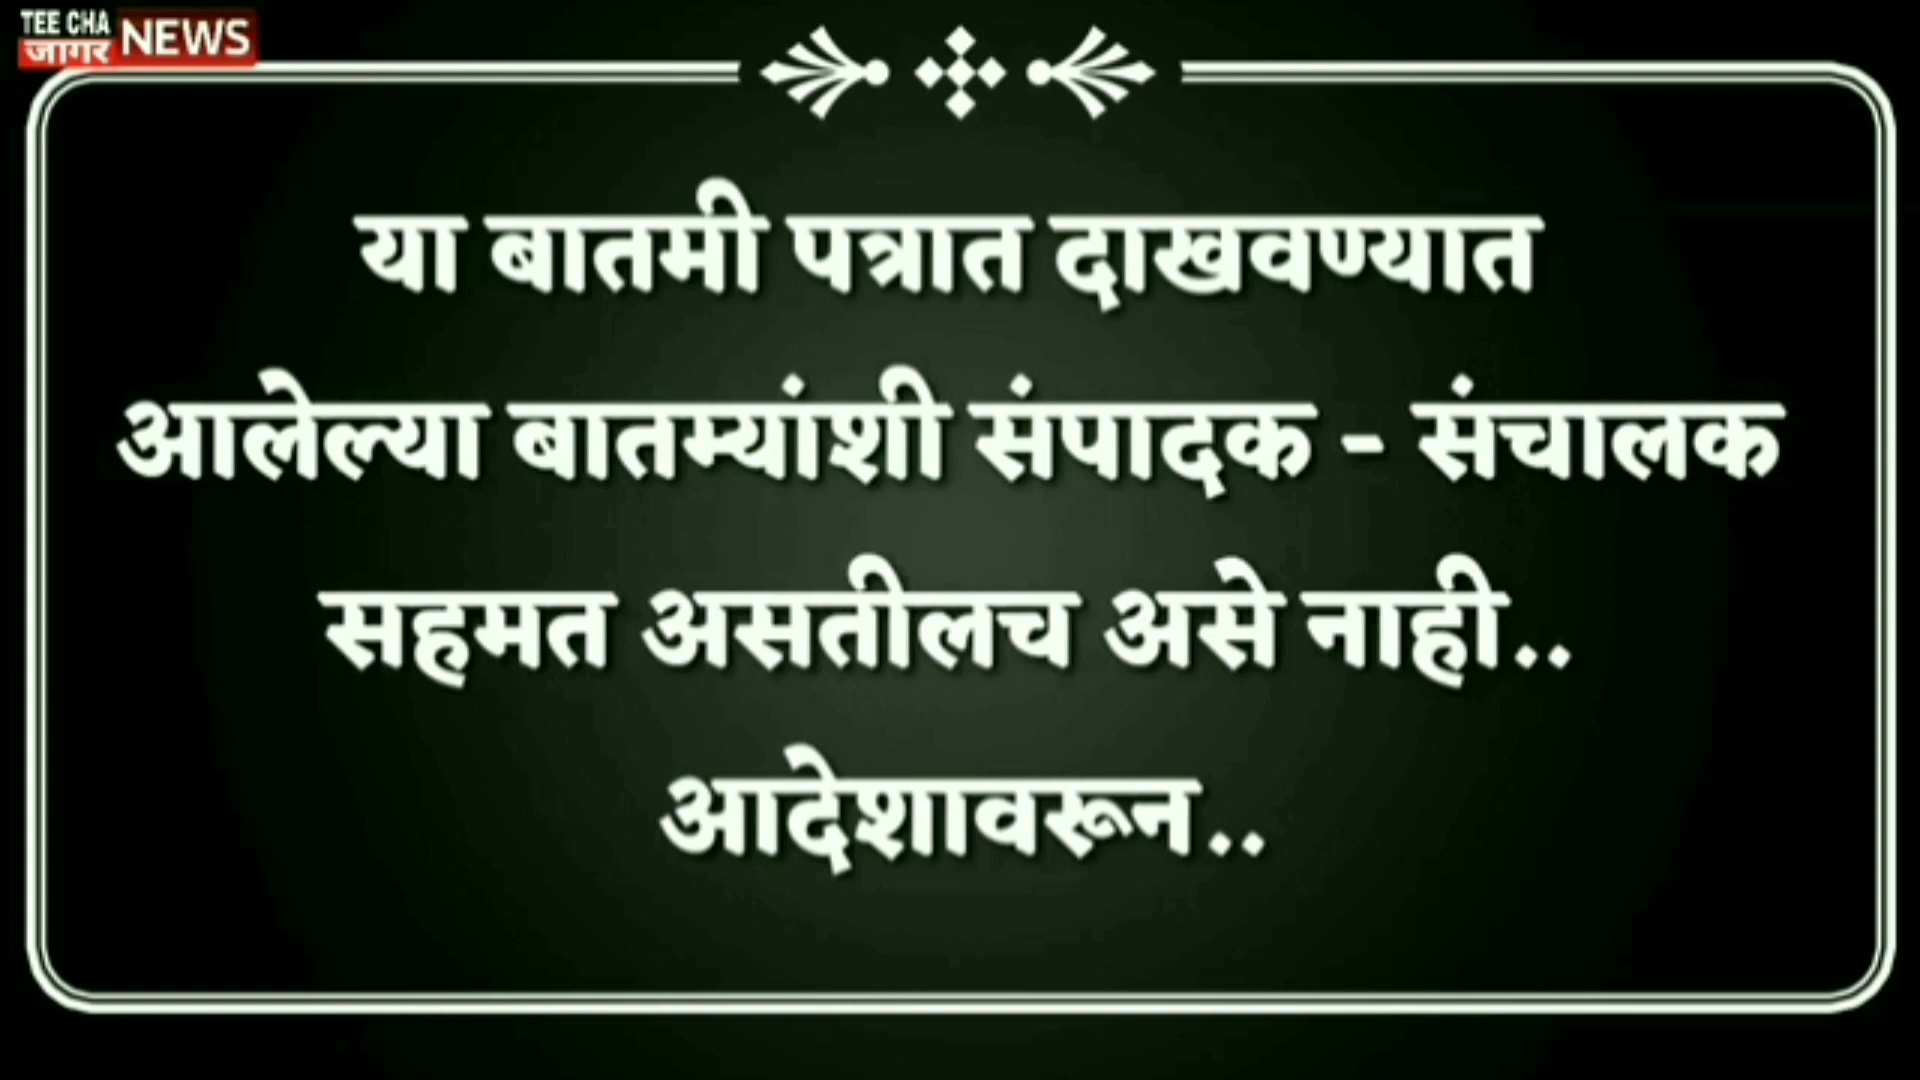 TEE CHA
जागर NEWS
या बातमी पत्रात दाखवण्यात
आलेल्या बातम्यांशी संपादक - संचालक
सहमत असतीलच असे नाही..
आदेशावरून..